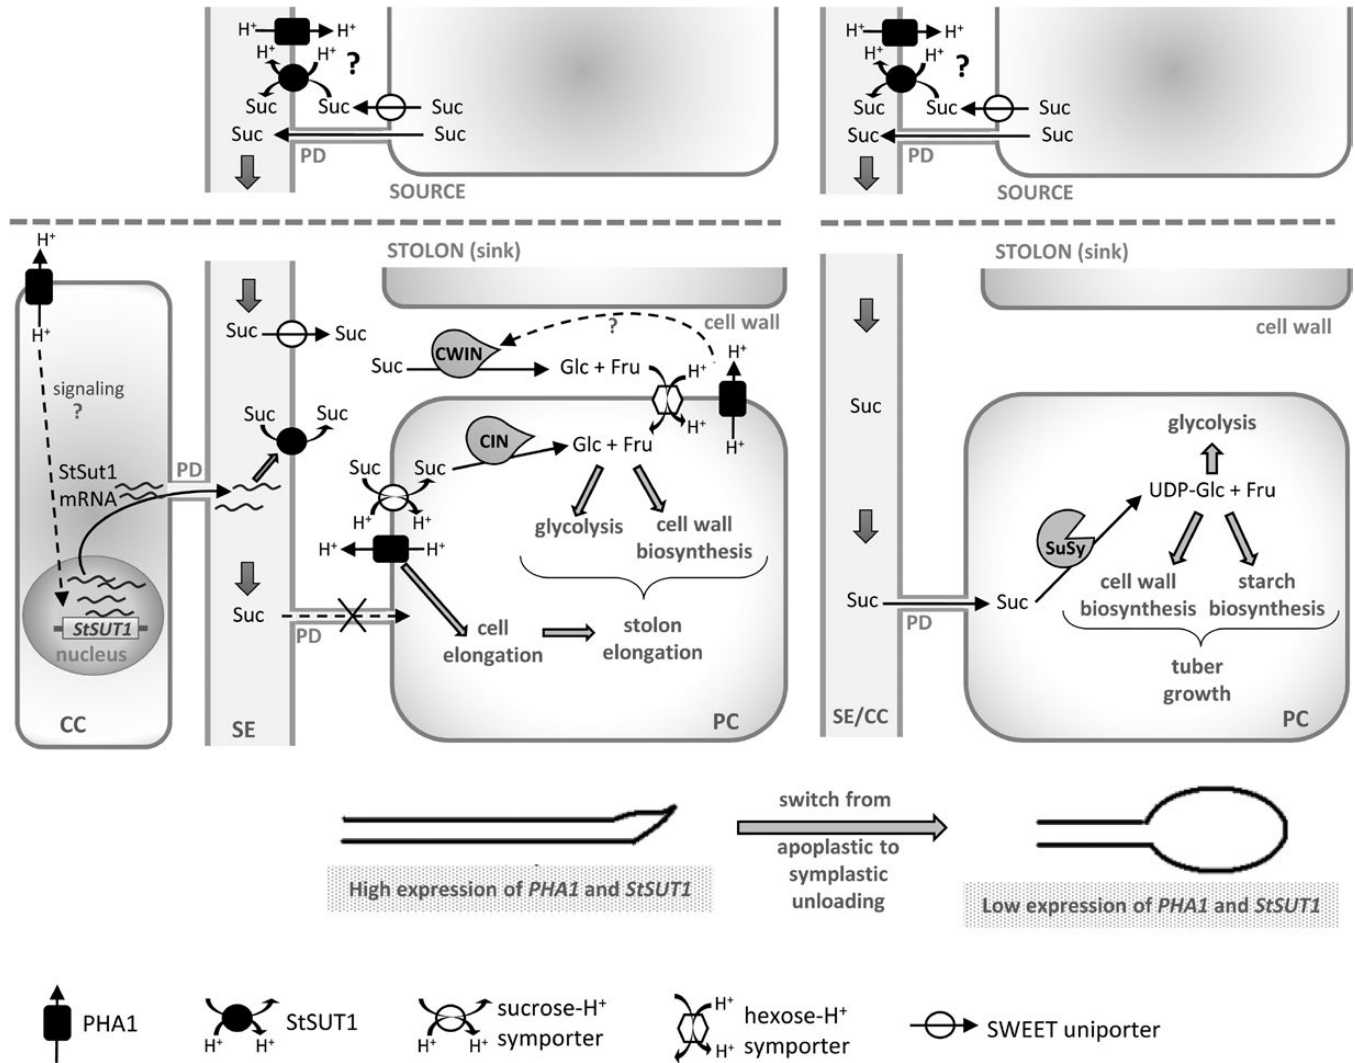 H⁺ H⁺
H⁺ H⁺ ?
Suc Suc Suc
Suc Suc
PD
SOURCE
H⁺ H⁺
H⁺ H⁺ ?
Suc Suc Suc
Suc Suc
PD
SOURCE
H⁺
H⁺
signaling
?
StSut1
mRNA
PD
StSUT1
nucleus
CC
STOLON (sink)
Suc Suc
cell wall
?
CWIN
Suc Glc + Fru H⁺ H⁺
Suc Suc
CIN
Glc + Fru H⁺ H⁺
Suc Suc
H⁺ H⁺
glycolysis cell wall
biosynthesis
H⁺ H⁺
Suc
PD
cell
elongation
stolon
elongation
SE
PC
STOLON (sink)
cell wall
Suc
glycolysis
UDP-Glc + Fru
SuSy
cell wall
biosynthesis
starch
biosynthesis
Suc Suc
PD
tuber
growth
SE/CC
PC
switch from
apoplastic to
symplastic
unloading
High expression of PHA1 and StSUT1
Low expression of PHA1 and StSUT1
PHA1
H⁺ H⁺
StSUT1
H⁺ H⁺
sucrose-H⁺
symporter
H⁺
H⁺
hexose-H⁺
symporter
SWEET uniporter